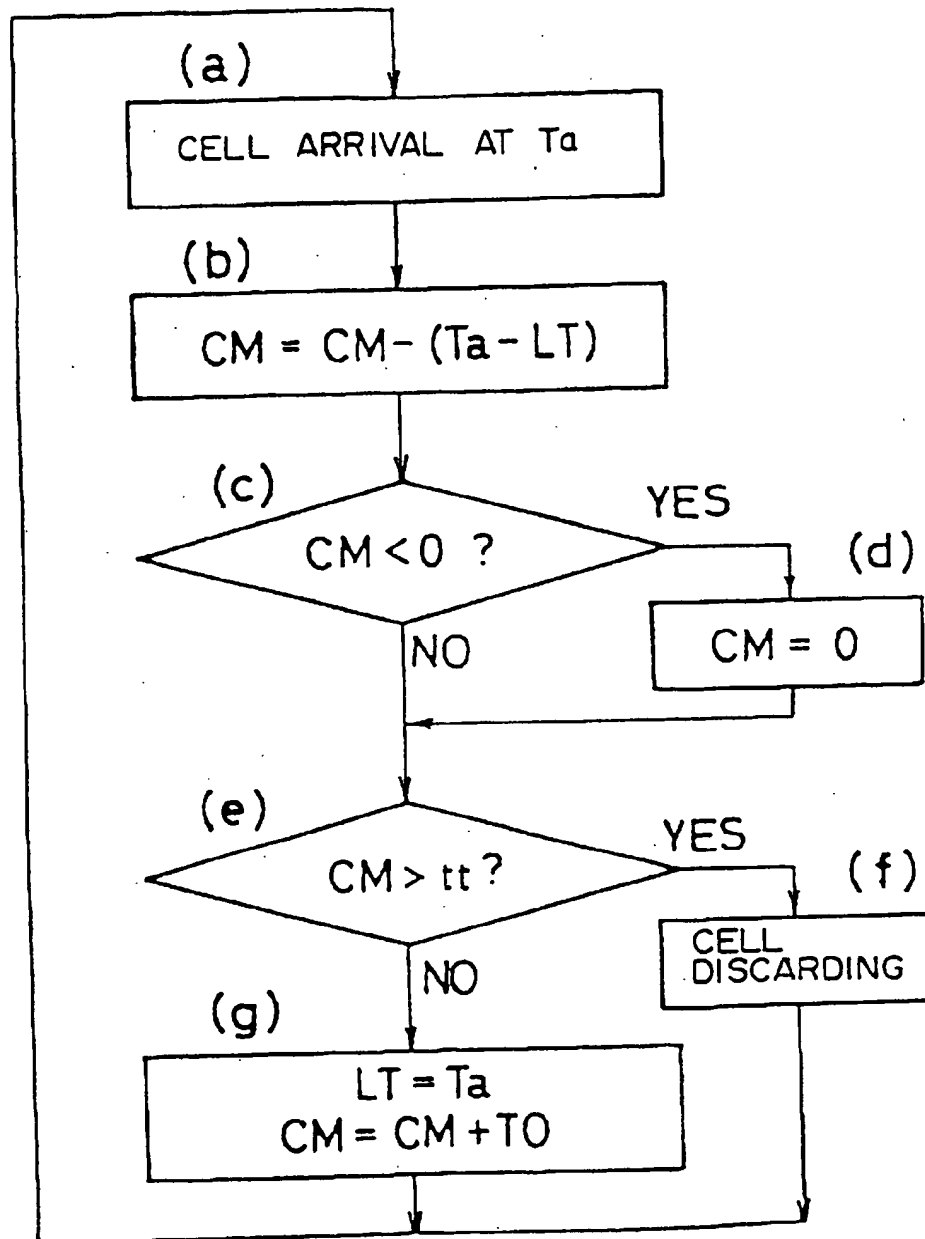 (a)
CELL ARRIVAL AT Ta
(b)
CM = CM- (Ta - LT)
(c)
YES
CM < 0 ?
(d)
CM = 0
NO
(e)
YES
CM > tt ?
(f)
CELL
DISCARDING
NO
(g)
LT = Ta
CM = CM + TO